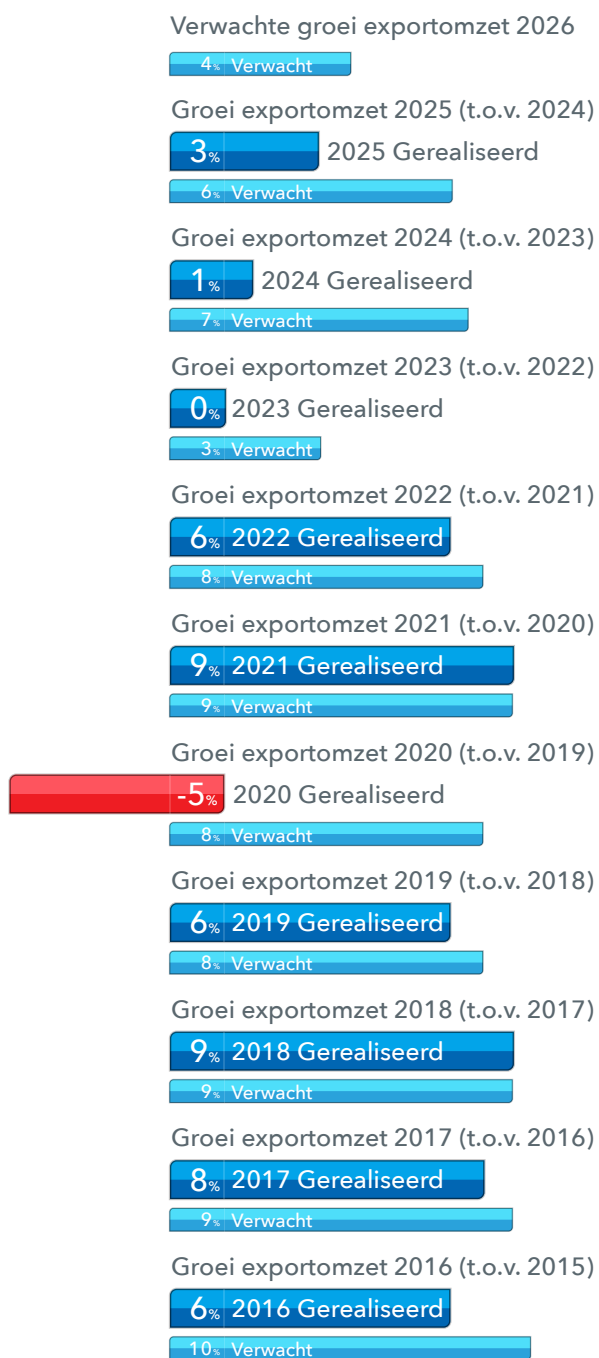 Verwachte groei exportomzet 2026
4% Verwacht
Groei exportomzet 2025 (t.o.v. 2024)
3% 2025 Gerealiseerd
6% Verwacht
Groei exportomzet 2024 (t.o.v. 2023)
1% 2024 Gerealiseerd
7% Verwacht
Groei exportomzet 2023 (t.o.v. 2022)
0% 2023 Gerealiseerd
3% Verwacht
Groei exportomzet 2022 (t.o.v. 2021)
6% 2022 Gerealiseerd
8% Verwacht
Groei exportomzet 2021 (t.o.v. 2020)
9% 2021 Gerealiseerd
9% Verwacht
Groei exportomzet 2020 (t.o.v. 2019)
-5% 2020 Gerealiseerd
8% Verwacht
Groei exportomzet 2019 (t.o.v. 2018)
6% 2019 Gerealiseerd
8% Verwacht
Groei exportomzet 2018 (t.o.v. 2017)
9% 2018 Gerealiseerd
9% Verwacht
Groei exportomzet 2017 (t.o.v. 2016)
8% 2017 Gerealiseerd
9% Verwacht
Groei exportomzet 2016 (t.o.v. 2015)
6% 2016 Gerealiseerd
10% Verwacht